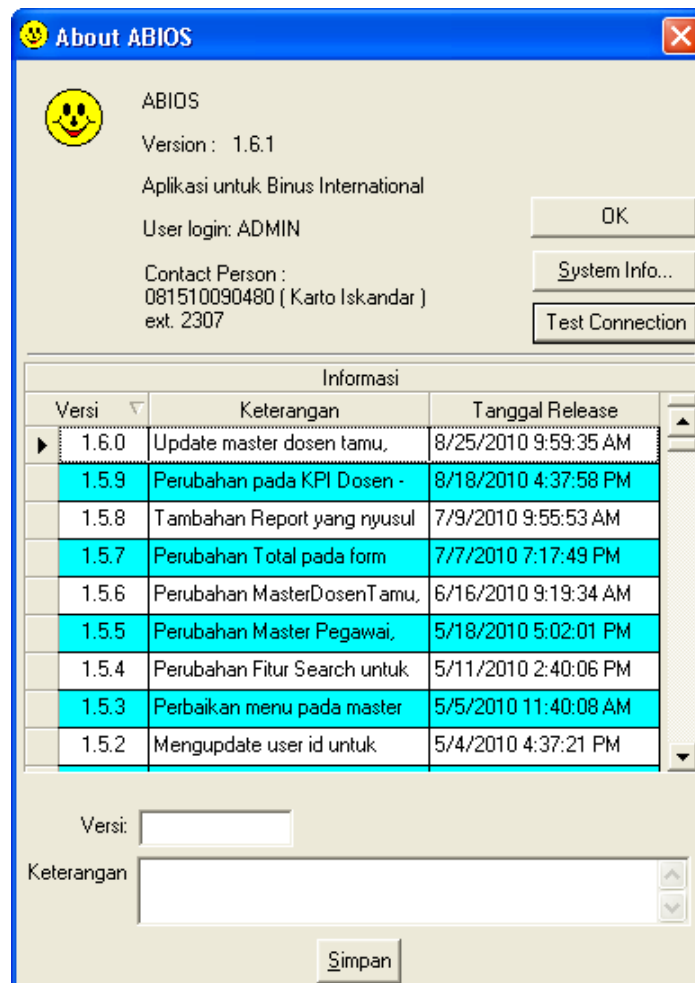 About ABIOS
ABIOS
Version : 1.6.1
Aplikasi untuk Binus International
User login: ADMIN
Contact Person :
081510090480 ( Karto Iskandar )
ext. 2307
OK
System Info...
Test Connection
Informasi
Versi Keterangan Tanggal Release
1.6.0 Update master dosen tamu, 8/25/2010 9:59:35 AM
1.5.9 Perubahan pada KPI Dosen - 8/18/2010 4:37:58 PM
1.5.8 Tambahan Report yang nyusul 7/9/2010 9:55:53 AM
1.5.7 Perubahan Total pada form 7/7/2010 7:17:49 PM
1.5.6 Perubahan MasterDosenTamu, 6/16/2010 9:19:34 AM
1.5.5 Perubahan Master Pegawai, 5/18/2010 5:02:01 PM
1.5.4 Perubahan Fitur Search untuk 5/11/2010 2:40:06 PM
1.5.3 Perbaikan menu pada master 5/5/2010 11:40:08 AM
1.5.2 Mengupdate user id untuk 5/4/2010 4:37:21 PM
Versi:
Keterangan
Simpan